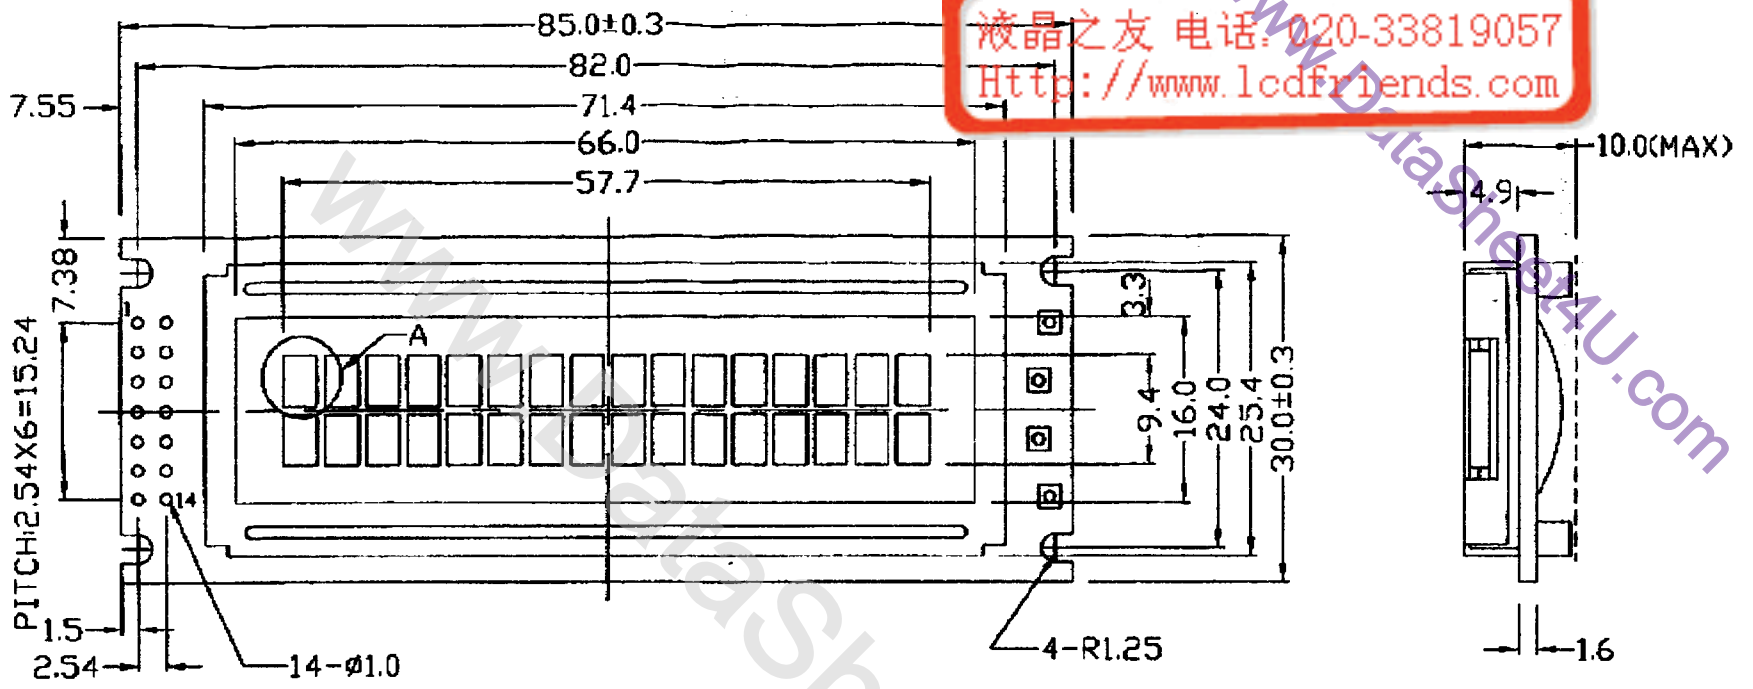 85.0±0.3
液晶之友 电话: 020-33819057
Http://www.lcdfriends.com
82.0
7.55
71.4
66.0
57.7
10.0(MAX)
4.9
7.38
PITCH:2.54X6=15.24
1
14
A
3.3
9.4
16.0
24.0
25.4
30.0±0.3
1.5
2.54
14-Ø1.0
4-R1.25
1.6
www.DataSheet4U.com
www.DataSh